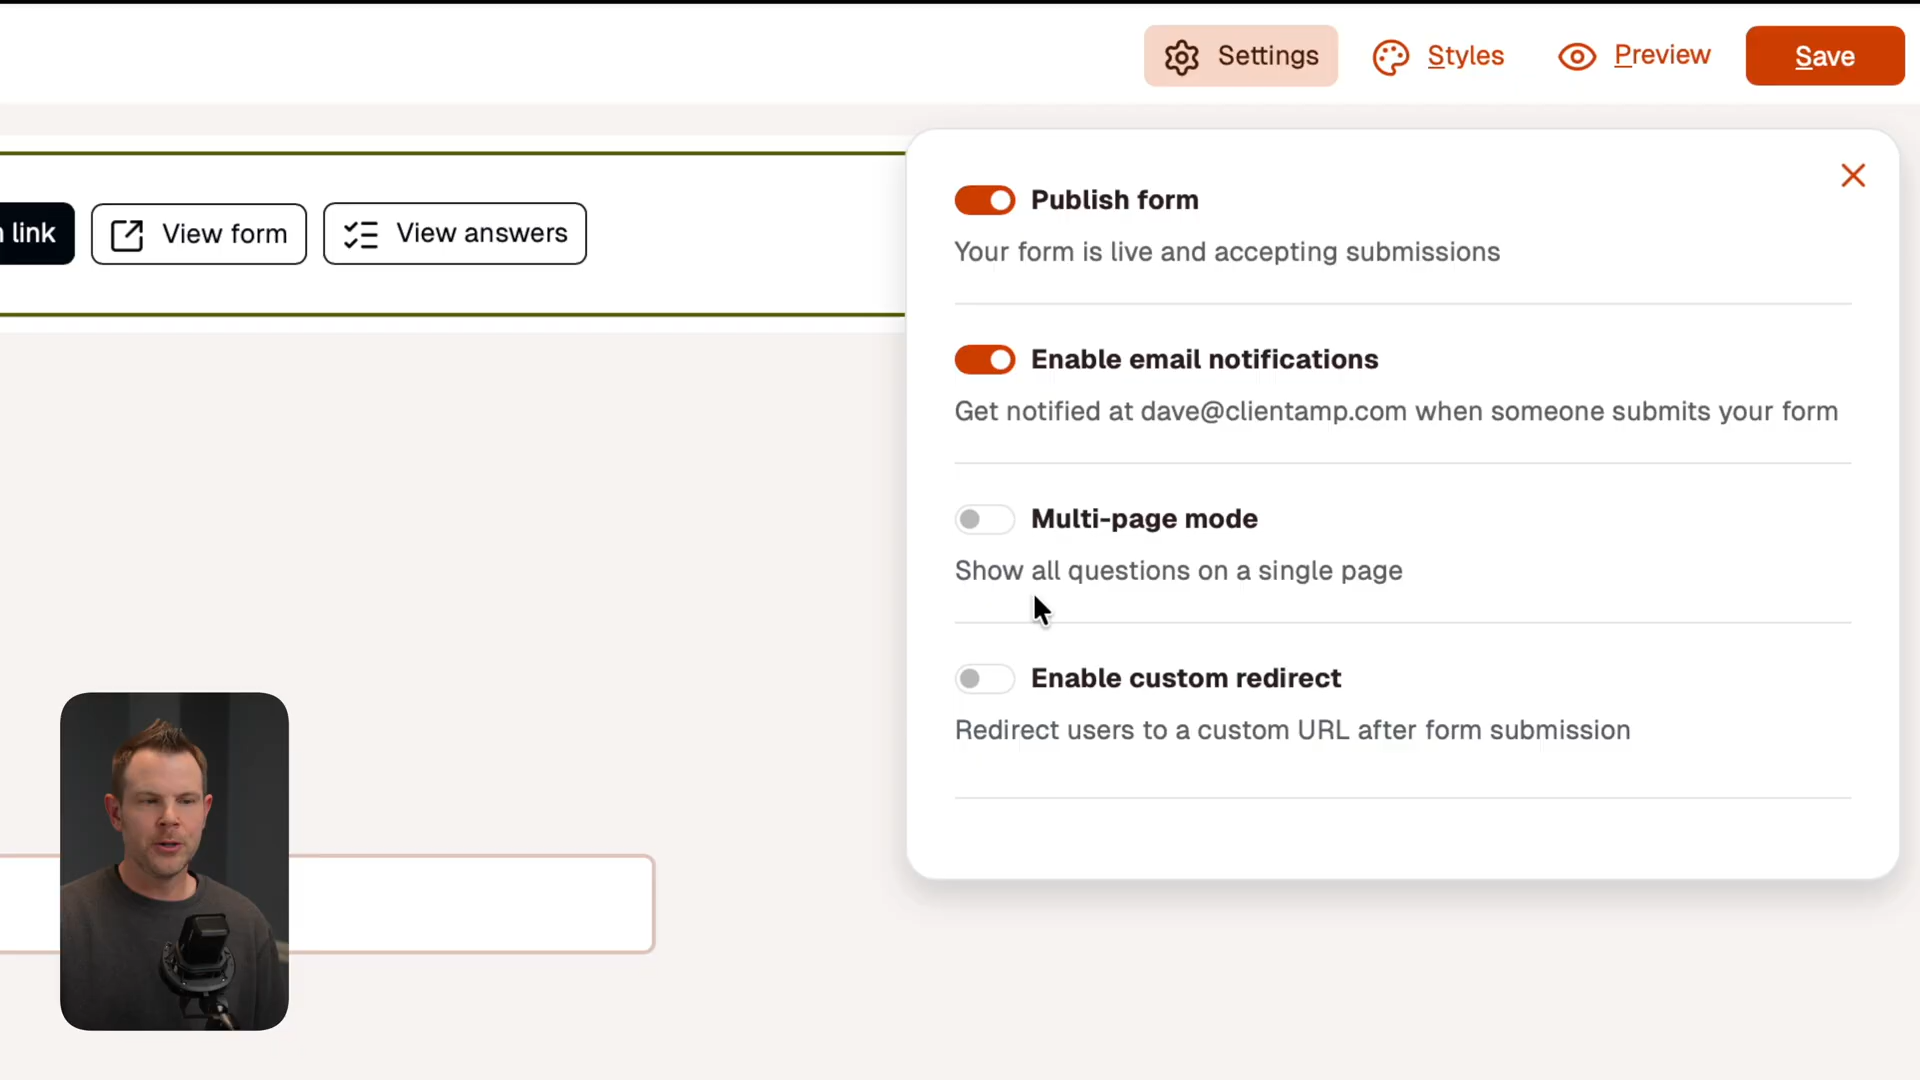 Settings
Styles
Preview
Save
link
View form
View answers
Publish form
Your form is live and accepting submissions
Enable email notifications
Get notified at dave@clientamp.com when someone submits your form
Multi-page mode
Show all questions on a single page
Enable custom redirect
Redirect users to a custom URL after form submission